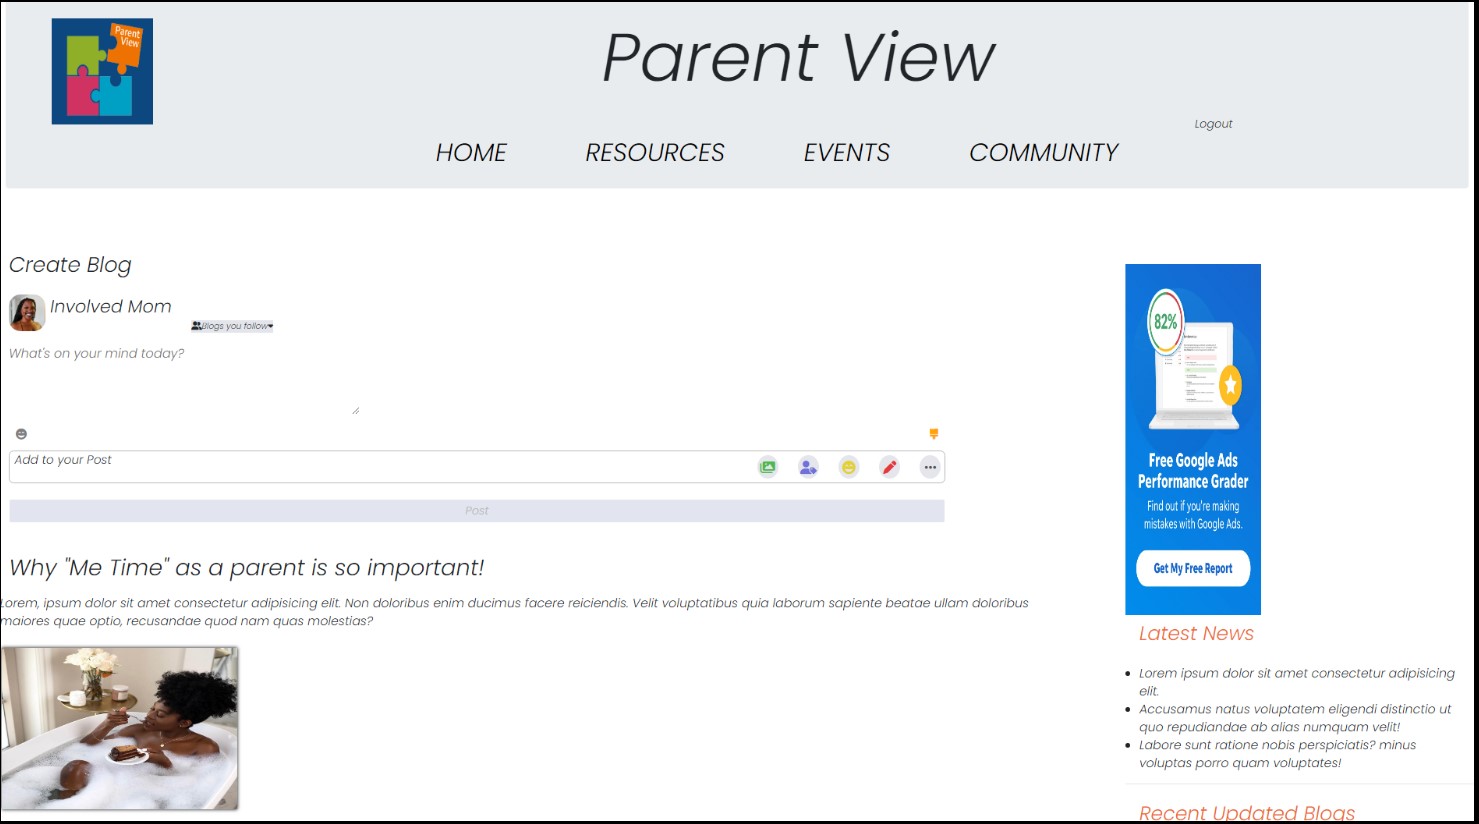 Parent
View
Parent View
Logout
HOME RESOURCES EVENTS COMMUNITY
Create Blog
Involved Mom
Blogs you follow
What's on your mind today?
Add to your Post
Post
Why "Me Time" as a parent is so important!
Lorem, ipsum dolor sit amet consectetur adipisicing elit. Non doloribus enim ducimus facere reiciendis. Velit voluptatibus quia laborum sapiente beatae ullam doloribus
maiores quae optio, recusandae quod nam quas molestias?
82%
Free Google Ads
Performance Grader
Find out if you're making
mistakes with Google Ads.
Get My Free Report
Latest News
Lorem ipsum dolor sit amet consectetur adipisicing
elit.
Accusamus natus voluptatem eligendi distinctio ut
quo repudiandae ab alias numquam velit!
Labore sunt ratione nobis perspiciatis? minus
voluptas porro quam voluptates!
Recent Updated Blogs